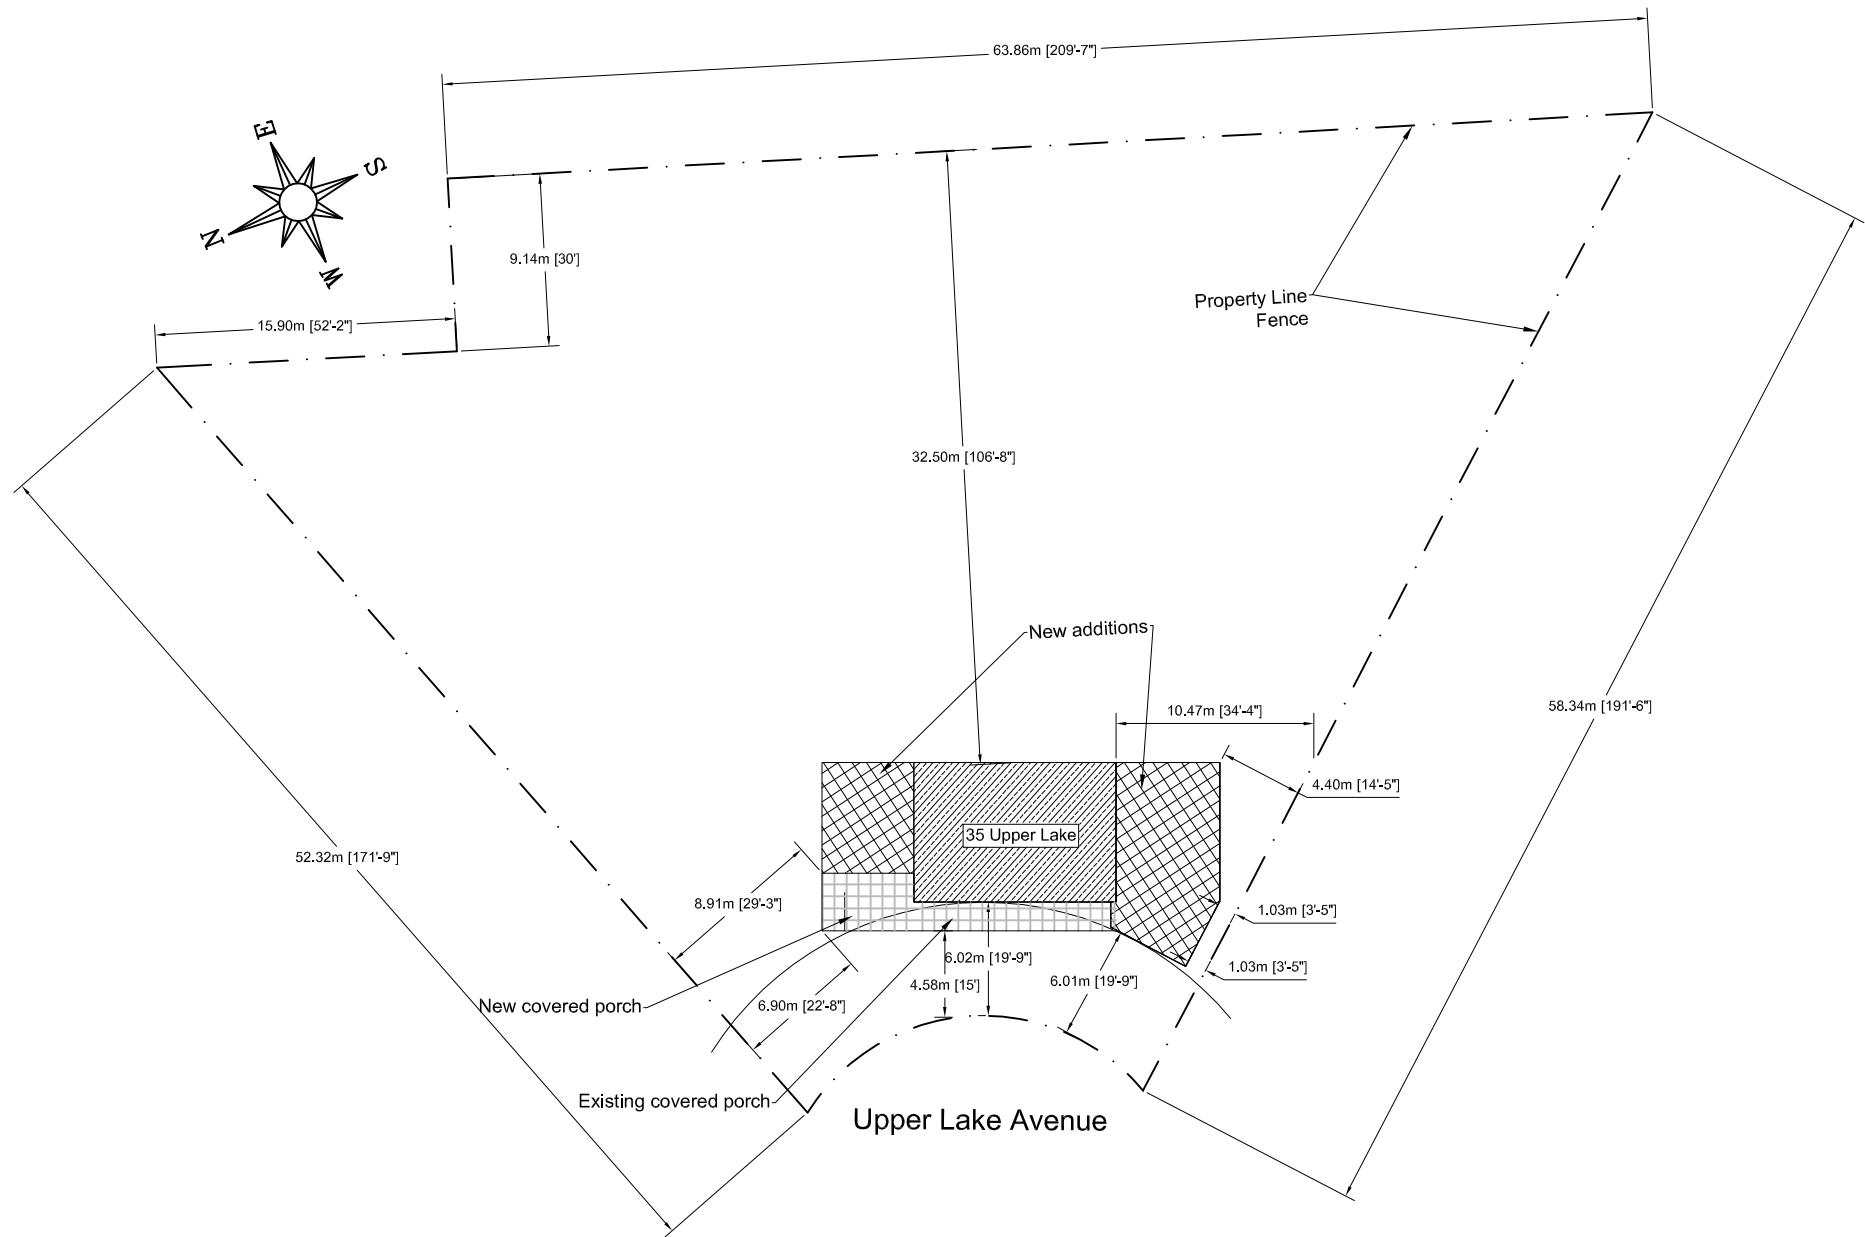 63.86m [209'-7"]
E
S
N
W
9.14m [30']
15.90m [52'-2"]
Property Line
Fence
32.50m [106'-8"]
New additions
10.47m [34'-4"]
58.34m [191'-6"]
4.40m [14'-5"]
35 Upper Lake
52.32m [171'-9"]
8.91m [29'-3"]
1.03m [3'-5"]
6.02m [19'-9"]
1.03m [3'-5"]
4.58m [15']
6.01m [19'-9"]
New covered porch
6.90m [22'-8"]
Existing covered porch
Upper Lake Avenue